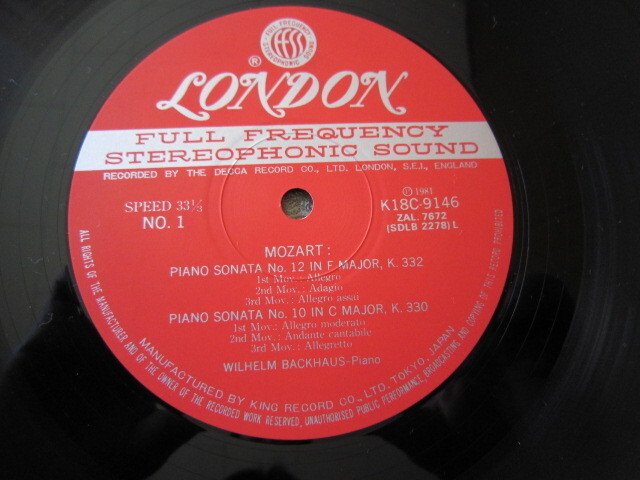 FULL FREQUENCY
FFSS
STEREOPHONIC SOUND
®
LONDON
FULL FREQUENCY
STEREOPHONIC SOUND
RECORDED BY THE DECCA RECORD CO., LTD. LONDON, S.E.I., ENGLAND
SPEED 33⅓
NO. 1
Ⓟ 1981
K18C-9146
ZAL. 7672
(SDLB 2278) L
MOZART :
PIANO SONATA No. 12 IN F MAJOR, K. 332
1st Mov. : Allegro
2nd Mov. : Adagio
3rd Mov. : Allegro assai
PIANO SONATA No. 10 IN C MAJOR, K. 330
1st Mov. : Allegro moderato
2nd Mov. : Andante cantabile
3rd Mov. : Allegretto
WILHELM BACKHAUS-Piano
MANUFACTURED BY KING RECORD CO., LTD. TOKYO, JAPAN
ALL RIGHTS OF THE MANUFACTURER AND OF THE OWNER OF THE RECORDED WORK RESERVED, UNAUTHORISED PUBLIC PERFORMANCE, BROADCASTING AND COPYING OF THIS RECORD PROHIBITED